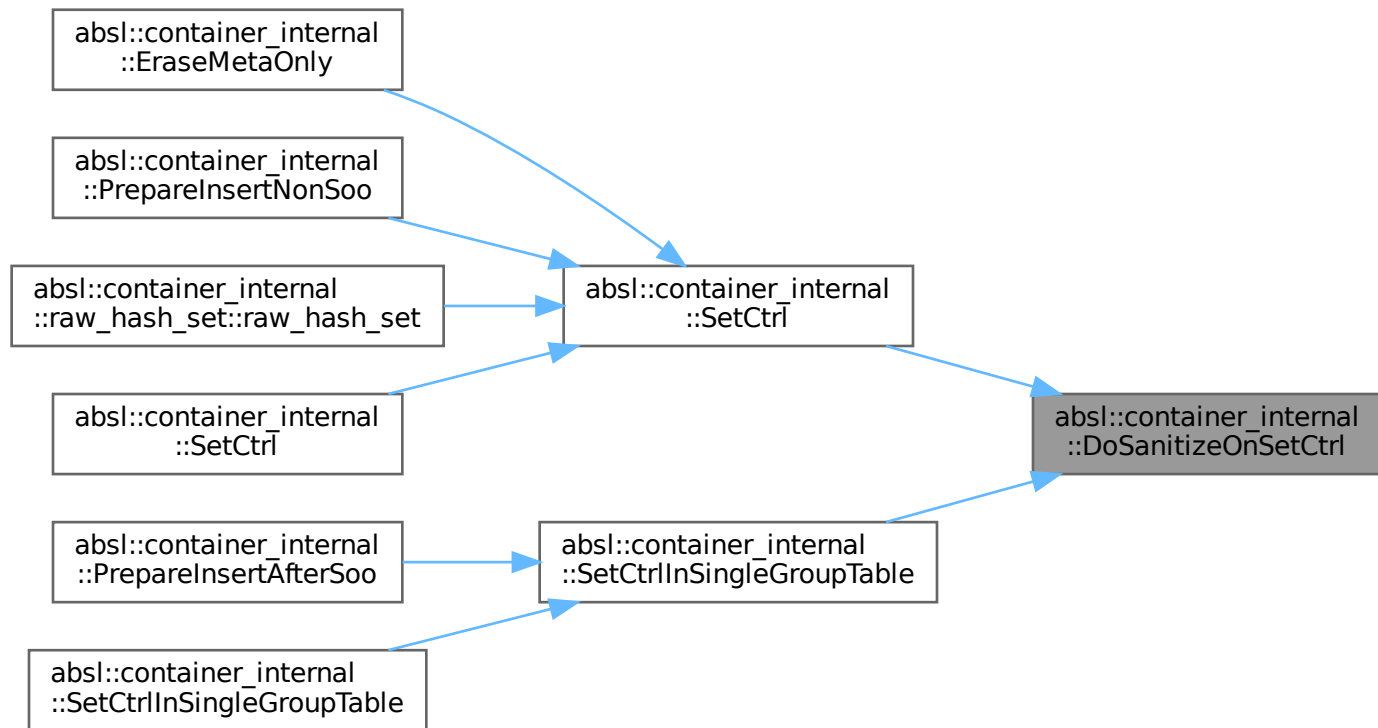 absl::container_internal
::EraseMetaOnly
absl::container_internal
::PrepareInsertNonSoo
absl::container_internal
::raw_hash_set::raw_hash_set
absl::container_internal
::SetCtrl
absl::container_internal
::SetCtrl
absl::container_internal
::DoSanitizeOnSetCtrl
absl::container_internal
::PrepareInsertAfterSoo
absl::container_internal
::SetCtrlInSingleGroupTable
absl::container_internal
::SetCtrlInSingleGroupTable